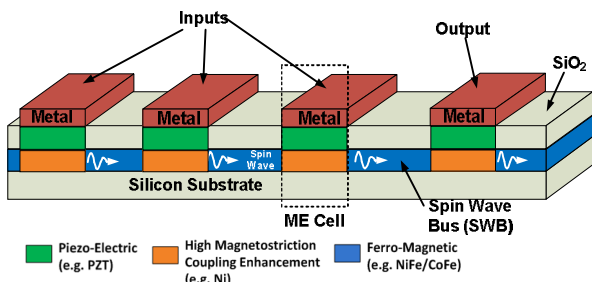 Inputs
Output
SiO2
Metal
Metal
Metal
Metal
Spin
Wave
Silicon Substrate
ME Cell
Spin Wave
Bus (SWB)
Piezo-Electric
(e.g. PZT)
High Magnetostriction
Coupling Enhancement
(e.g. Ni)
Ferro-Magnetic
(e.g. NiFe/CoFe)